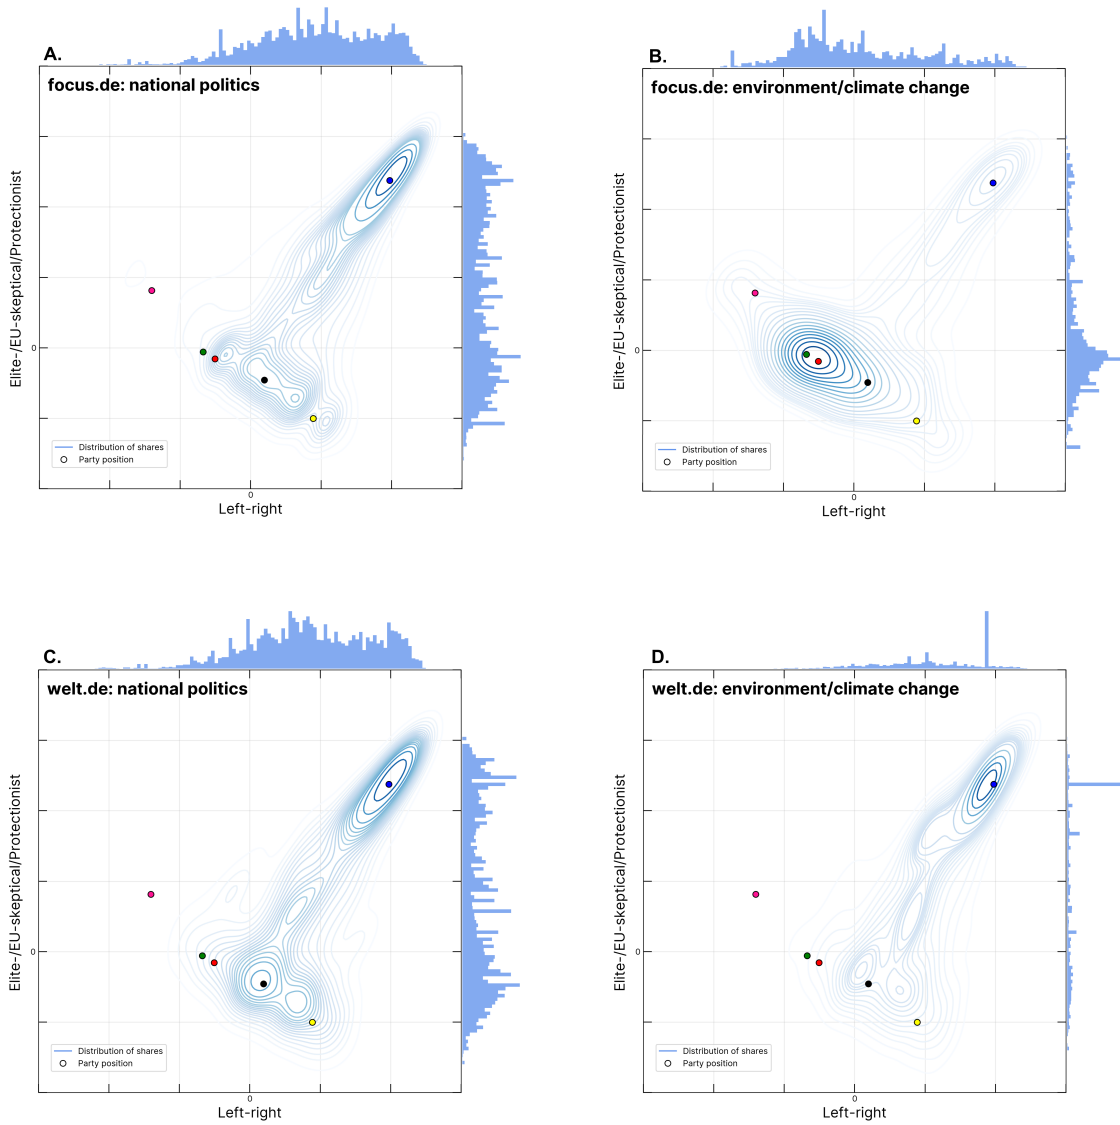 A.
focus.de: national politics
Elite-/EU-skeptical/Protectionist
0
Distribution of shares
Party position
0
Left-right
B.
focus.de: environment/climate change
Elite-/EU-skeptical/Protectionist
0
Distribution of shares
Party position
0
Left-right
C.
welt.de: national politics
Elite-/EU-skeptical/Protectionist
0
Distribution of shares
Party position
0
Left-right
D.
welt.de: environment/climate change
Elite-/EU-skeptical/Protectionist
0
Distribution of shares
Party position
0
Left-right